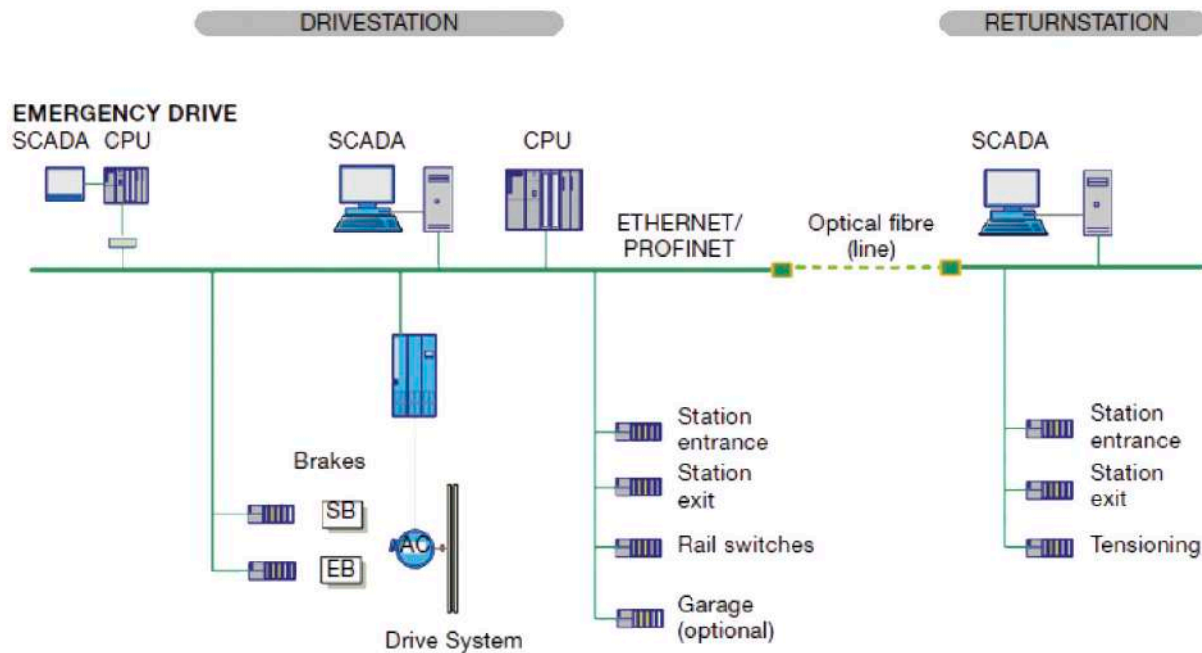 DRIVESTATION
RETURNSTATION
EMERGENCY DRIVE
SCADA CPU
SCADA
CPU
SCADA
ETHERNET/
PROFINET
Optical fibre
(line)
Brakes
SB
EB
AC
Drive System
Station
entrance
Station
exit
Rail switches
Garage
(optional)
Station
entrance
Station
exit
Tensioning